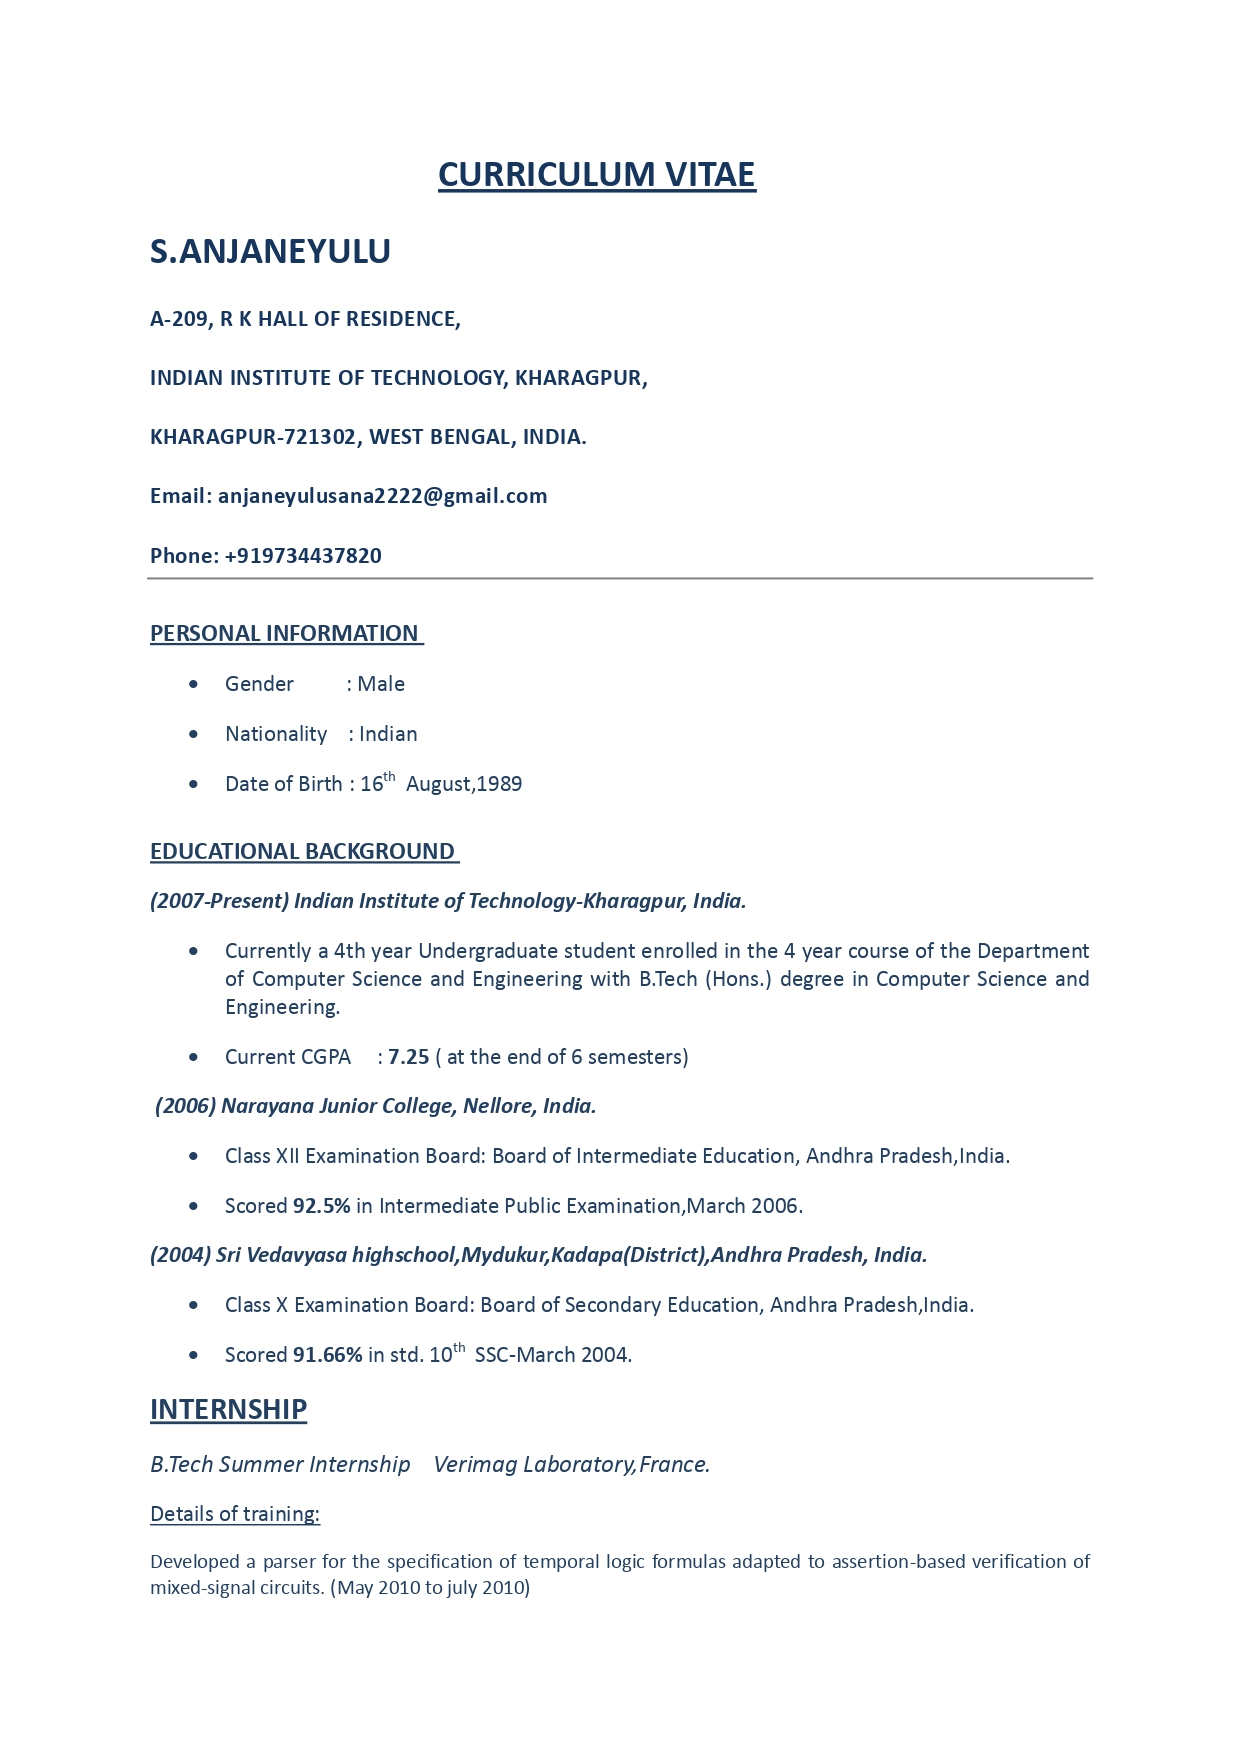 CURRICULUM VITAE
S.ANJANEYULU
A-209, R K HALL OF RESIDENCE,
INDIAN INSTITUTE OF TECHNOLOGY, KHARAGPUR,
KHARAGPUR-721302, WEST BENGAL, INDIA.
Email: anjaneyulusana2222@gmail.com
Phone: +919734437820
PERSONAL INFORMATION
• Gender : Male
• Nationality : Indian
• Date of Birth : 16th August,1989
EDUCATIONAL BACKGROUND
(2007-Present) Indian Institute of Technology-Kharagpur, India.
• Currently a 4th year Undergraduate student enrolled in the 4 year course of the Department
of Computer Science and Engineering with B.Tech (Hons.) degree in Computer Science and
Engineering.
• Current CGPA : 7.25 ( at the end of 6 semesters)
(2006) Narayana Junior College, Nellore, India.
• Class XII Examination Board: Board of Intermediate Education, Andhra Pradesh,India.
• Scored 92.5% in Intermediate Public Examination,March 2006.
(2004) Sri Vedavyasa highschool,Mydukur,Kadapa(District),Andhra Pradesh, India.
• Class X Examination Board: Board of Secondary Education, Andhra Pradesh,India.
• Scored 91.66% in std. 10th SSC-March 2004.
INTERNSHIP
B.Tech Summer Internship Verimag Laboratory,France.
Details of training:
Developed a parser for the specification of temporal logic formulas adapted to assertion-based verification of
mixed-signal circuits. (May 2010 to july 2010)